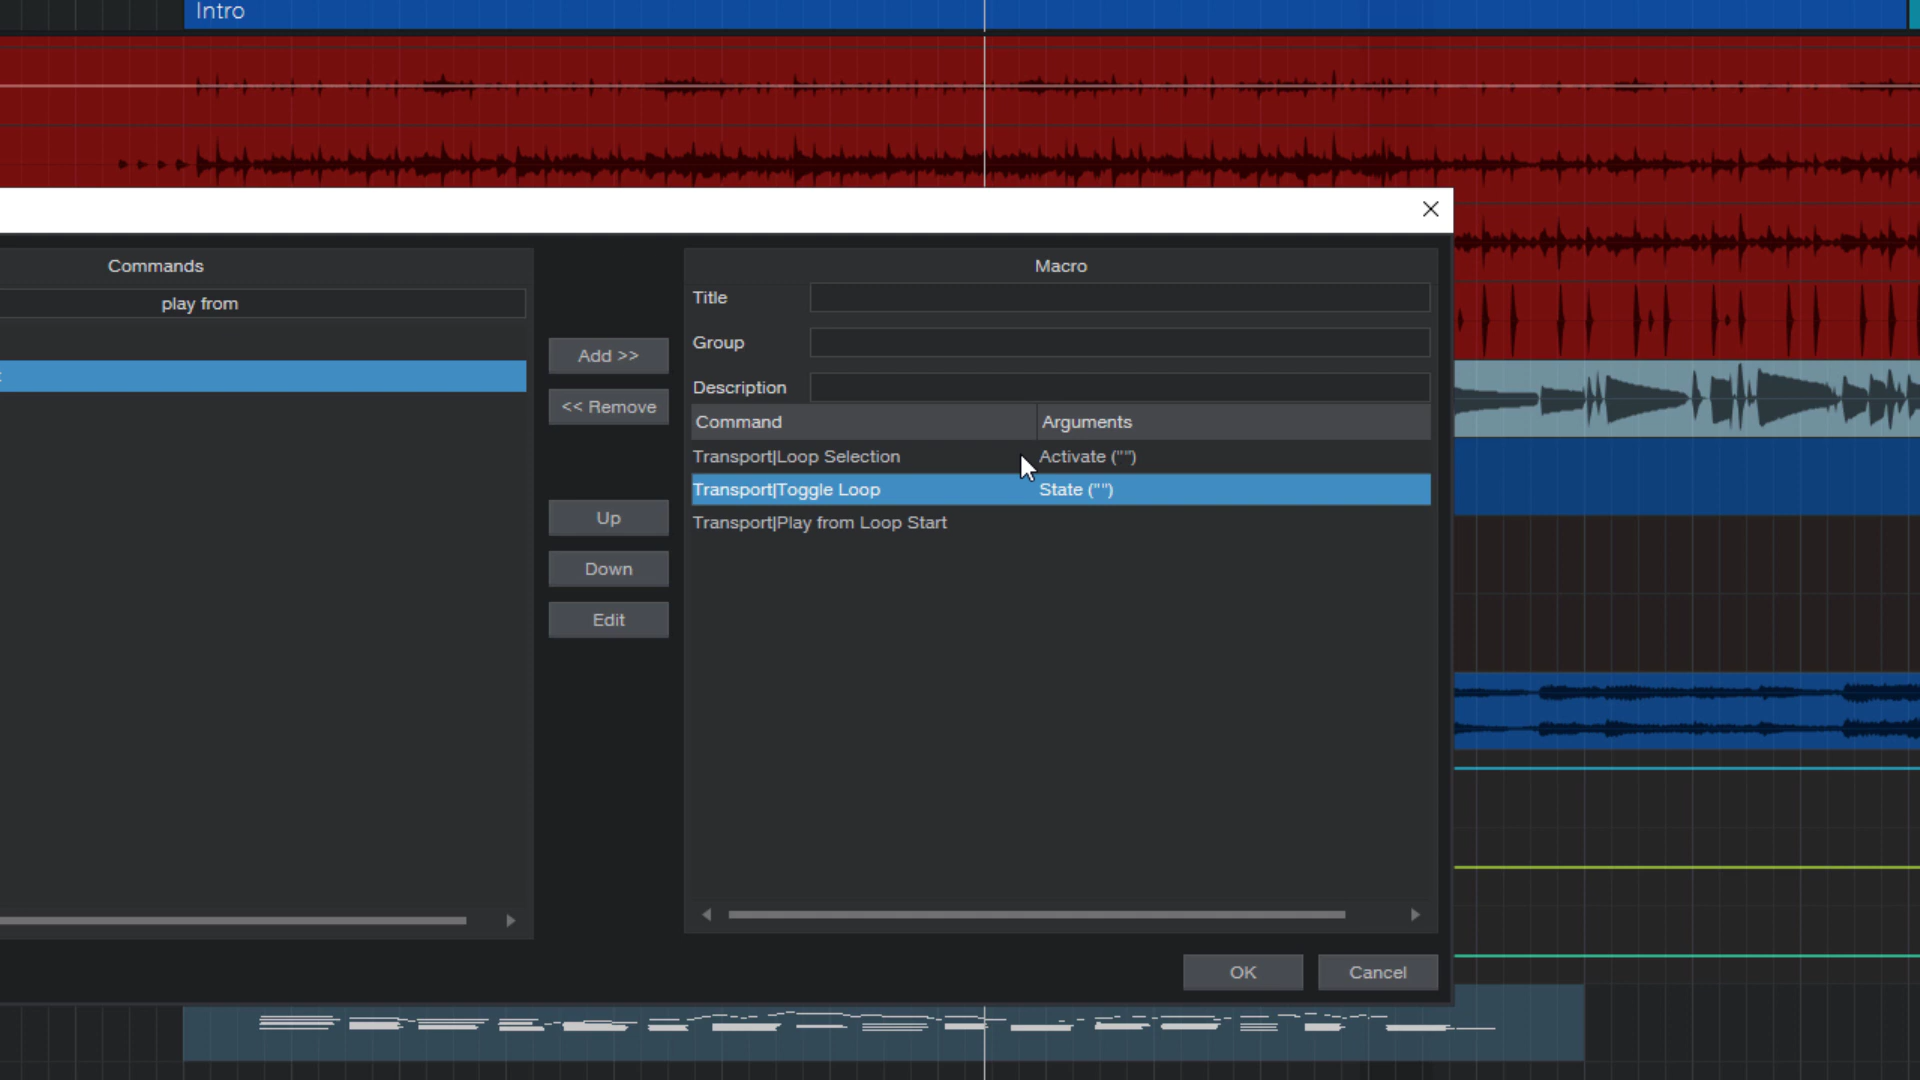 Intro
Commands
play from
Add >>
<< Remove
Up
Down
Edit
Macro
Title
Group
Description
Command Arguments
Transport|Loop Selection Activate ("")
Transport|Toggle Loop State ("")
Transport|Play from Loop Start
OK Cancel